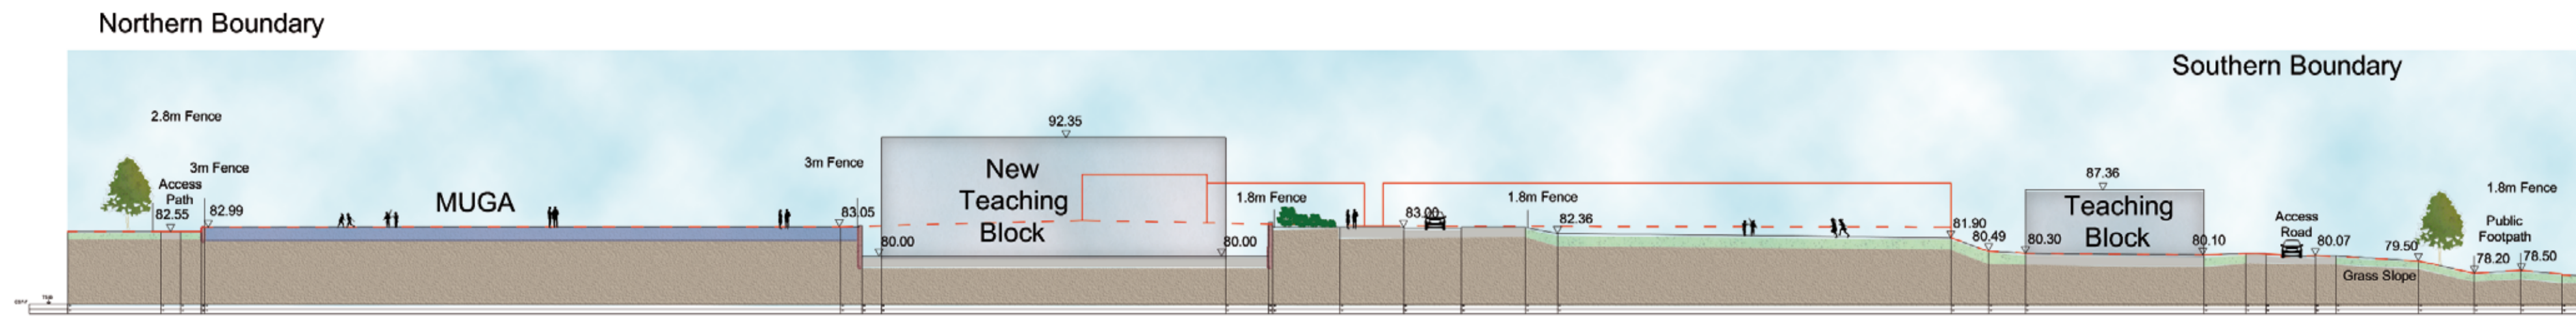 Northern Boundary
Southern Boundary
2.8m Fence
3m Fence
Access
Path
82.55
82.99
MUGA
3m Fence
83.05
80.00
92.35
New
Teaching
Block
80.00
1.8m Fence
83.00
1.8m Fence
82.36
81.90
80.49
80.30
87.36
Teaching
Block
80.10
Access
Road
80.07
79.50
Grass Slope
1.8m Fence
Public
Footpath
78.20
78.50